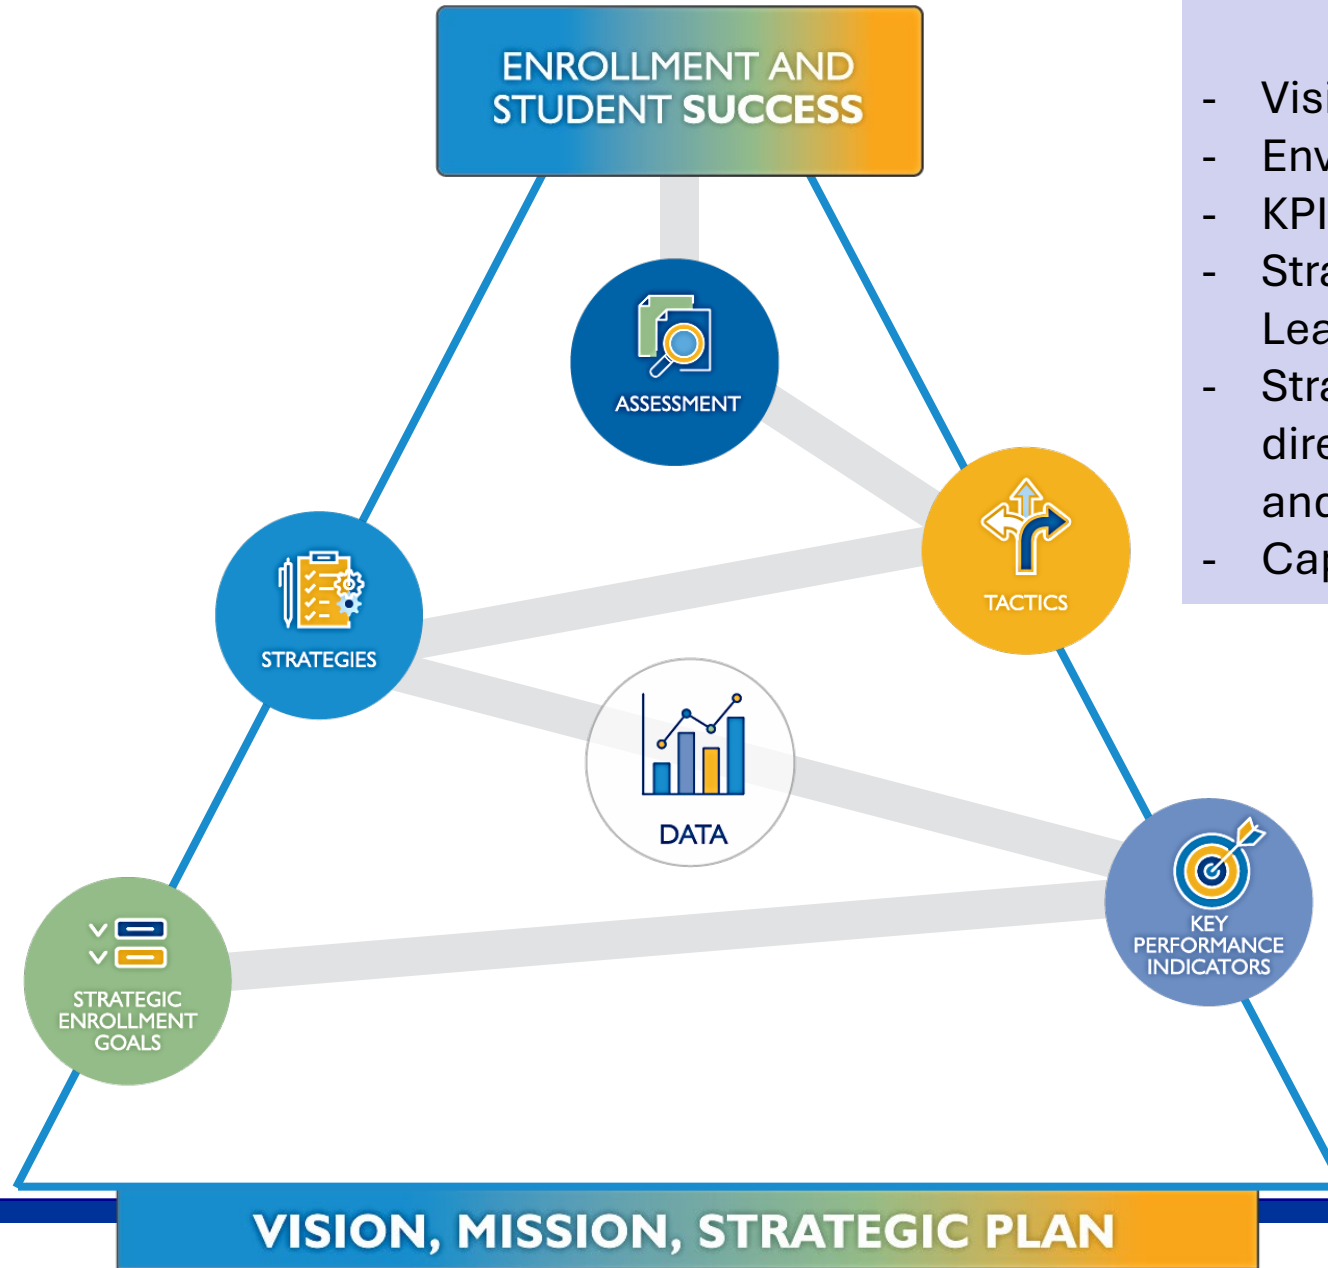 ENROLLMENT AND
STUDENT SUCCESS
ASSESSMENT
TACTICS
STRATEGIES
DATA
KEY
PERFORMANCE
INDICATORS
STRATEGIC
ENROLLMENT
GOALS
VISION, MISSION, STRATEGIC PLAN
- Visi
- Env
- KPI
- Stra
Lea
- Stra
dire
and
- Cap